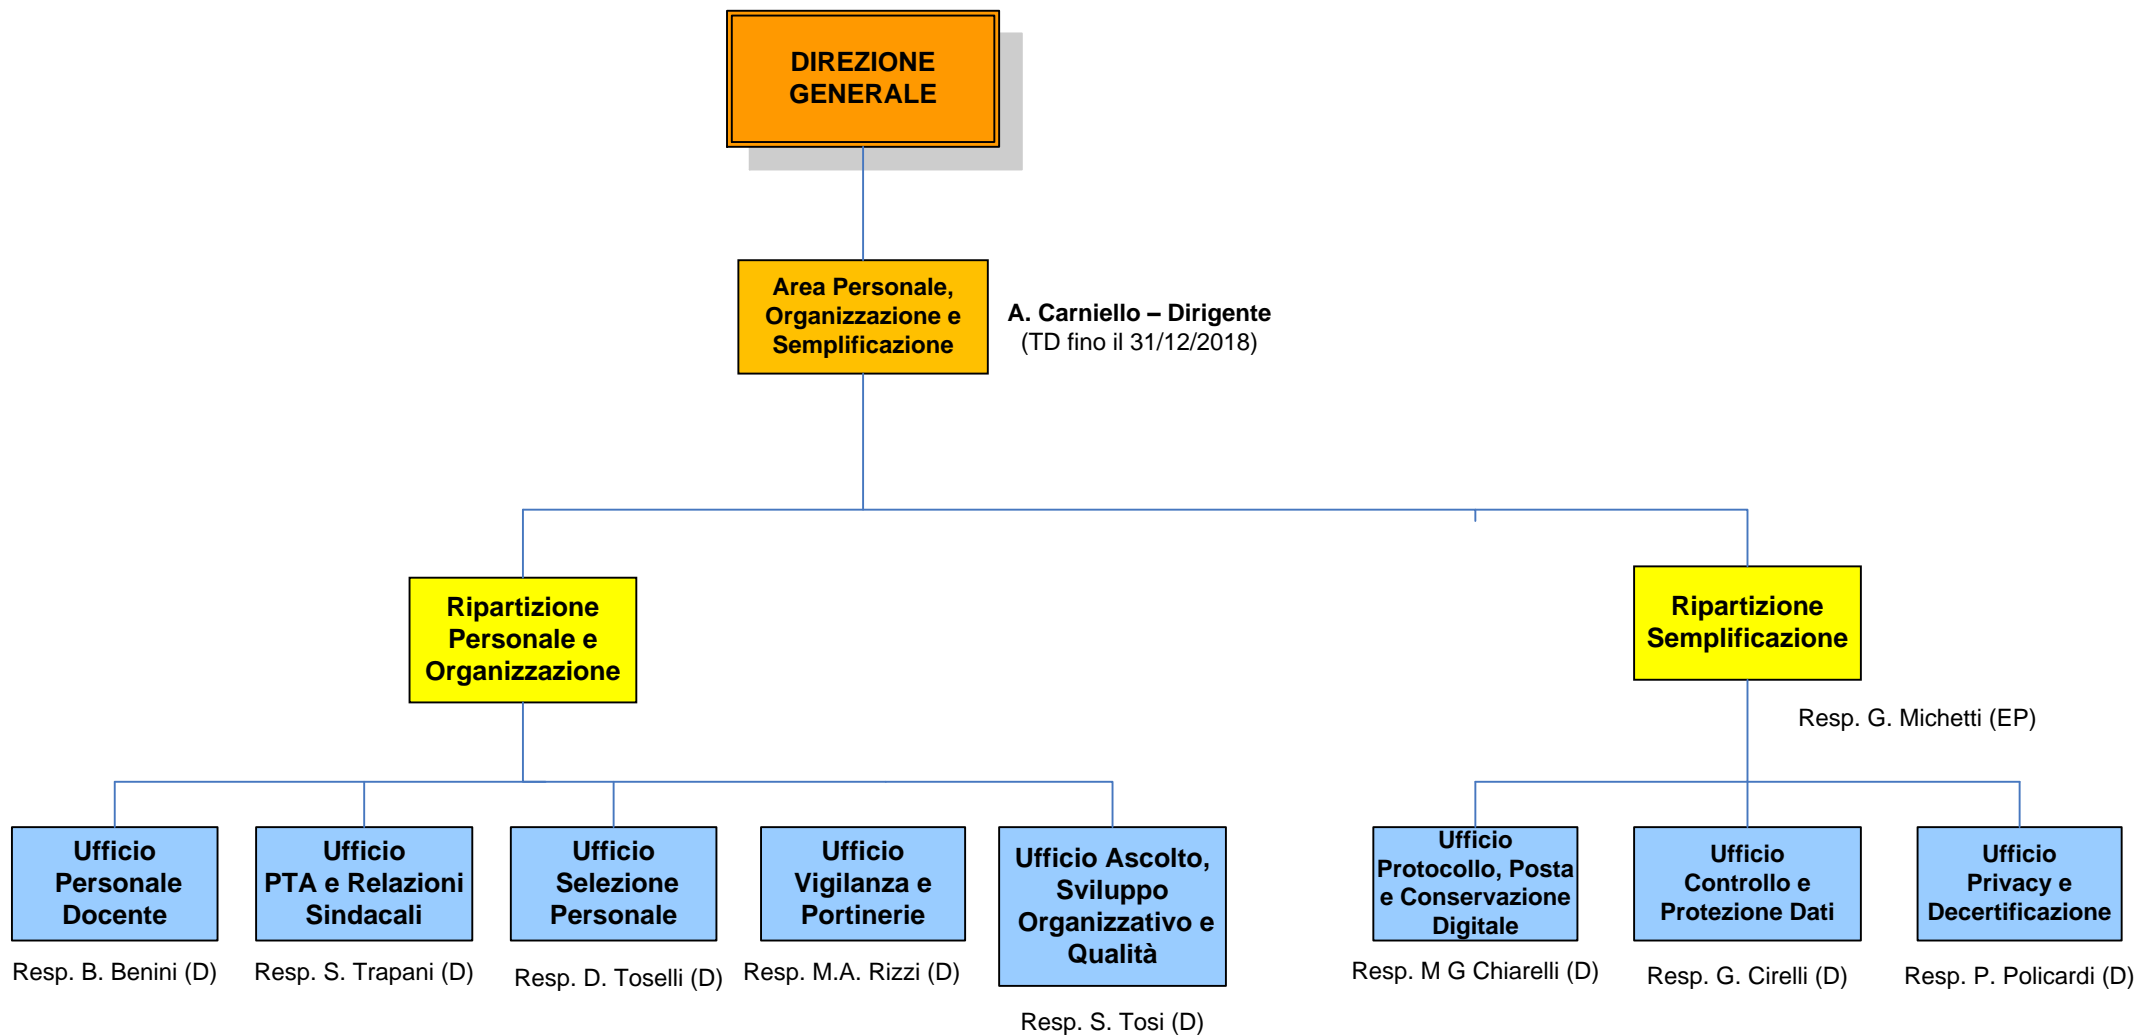 DIREZIONE
GENERALE
Area Personale,
Organizzazione e
Semplificazione
A. Carniello – Dirigente
(TD fino il 31/12/2018)
Ripartizione
Personale e
Organizzazione
Ripartizione
Semplificazione
Resp. G. Michetti (EP)
Ufficio
Personale
Docente
Resp. B. Benini (D)
Ufficio
PTA e Relazioni
Sindacali
Resp. S. Trapani (D)
Ufficio
Selezione
Personale
Resp. D. Toselli (D)
Ufficio
Vigilanza e
Portinerie
Resp. M.A. Rizzi (D)
Ufficio Ascolto,
Sviluppo
Organizzativo e
Qualità
Resp. S. Tosi (D)
Ufficio
Protocollo, Posta
e Conservazione
Digitale
Resp. M G Chiarelli (D)
Ufficio
Controllo e
Protezione Dati
Resp. G. Cirelli (D)
Ufficio
Privacy e
Decertificazione
Resp. P. Policardi (D)